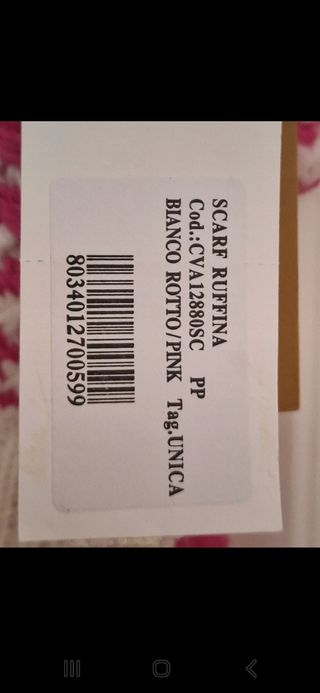 SCARF RUFFINA
Cod.:CVA12880SC PP
BIANCO ROTTO/PINK Tag.UNICA
8034012700599